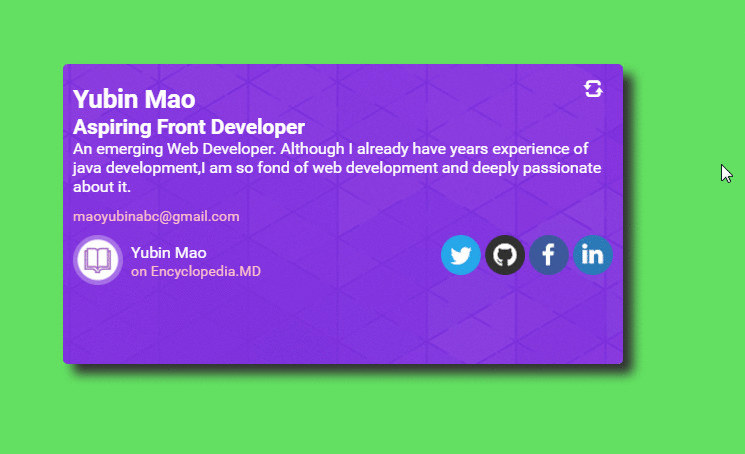 Yubin Mao
Aspiring Front Developer
An emerging Web Developer. Although I already have years experience of
java development,I am so fond of web development and deeply passionate
about it.
maoyubinabc@gmail.com
Yubin Mao
on Encyclopedia.MD
f
in